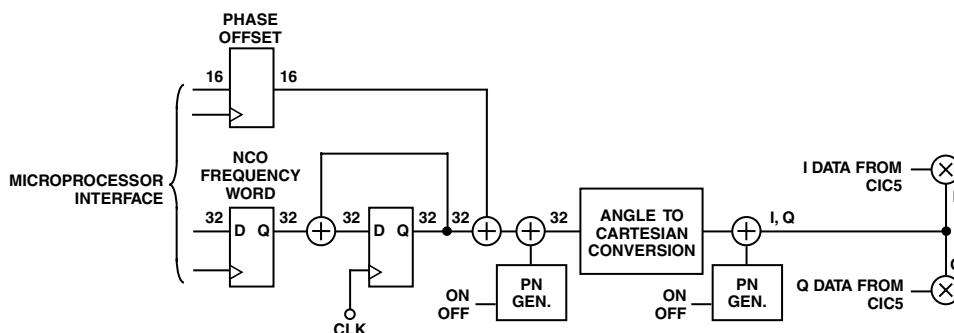 PHASE
OFFSET
16
16
MICROPROCESSOR
INTERFACE
NCO
FREQUENCY
WORD
32
D Q
32
32
D Q
32
32
CLK
32
PN
GEN.
ON
OFF
ANGLE TO
CARTESIAN
CONVERSION
I, Q
PN
GEN.
ON
OFF
I DATA FROM
CIC5
Q DATA FROM
CIC5